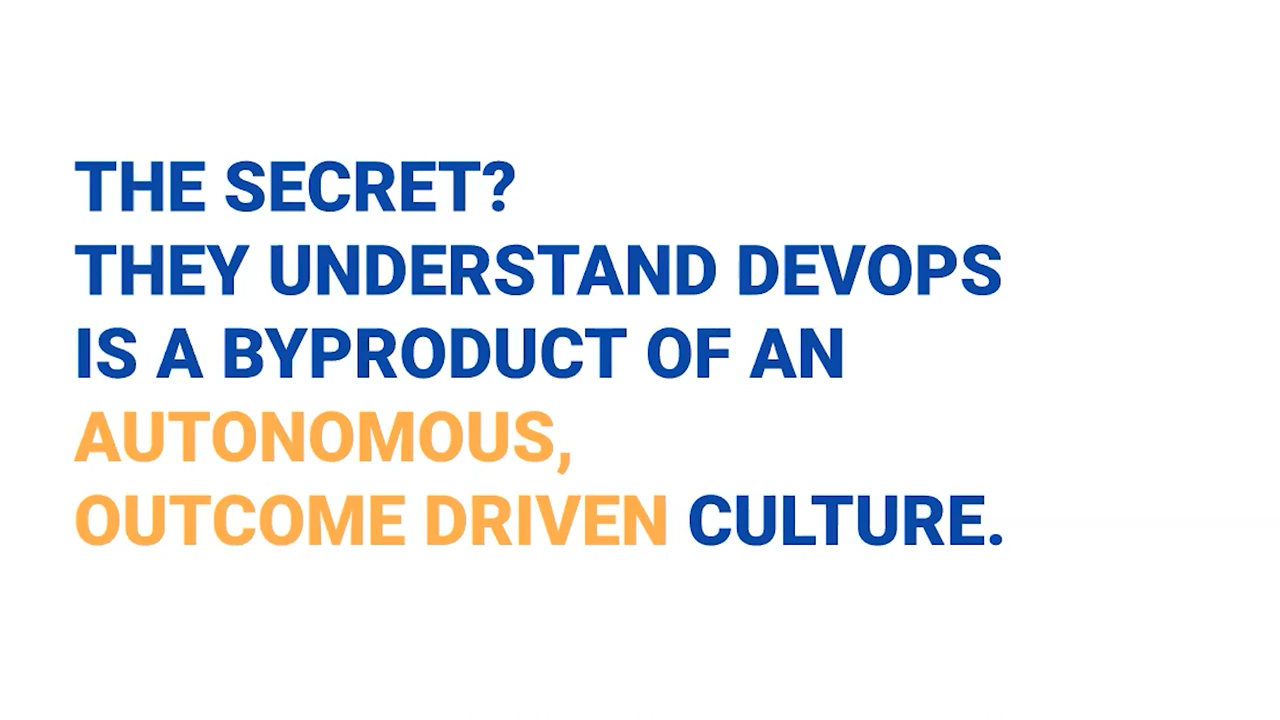 THE SECRET?
THEY UNDERSTAND DEVOPS
IS A BYPRODUCT OF AN
AUTONOMOUS,
OUTCOME DRIVEN CULTURE.